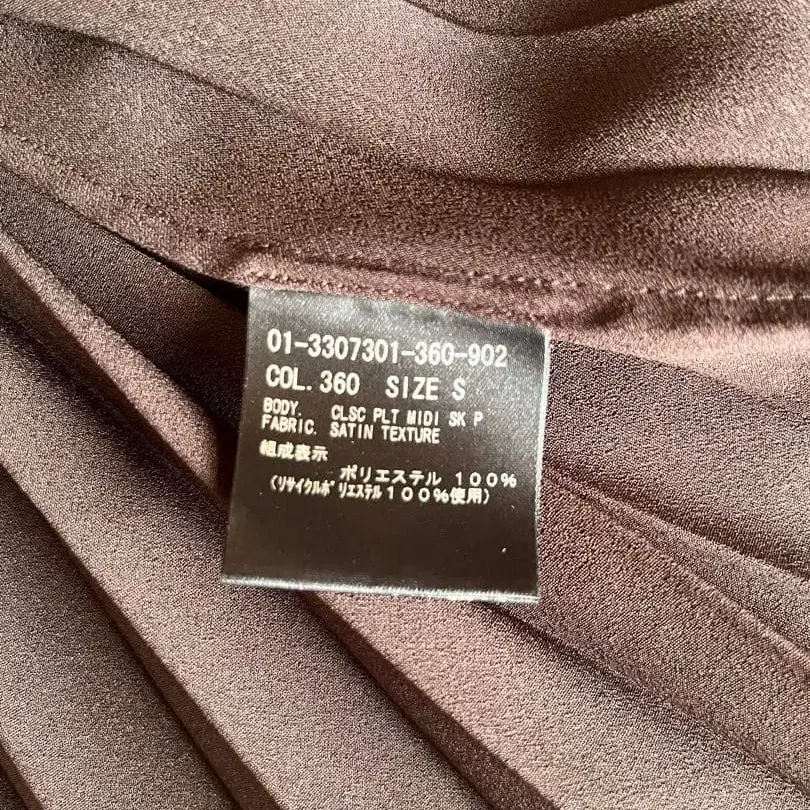 01-3307301-360-902
COL. 360 SIZE S
BODY. CLSC PLT MIDI SK P
FABRIC. SATIN TEXTURE
組成表示
ポリエステル 100%
(リサイクルポリエステル100%使用)